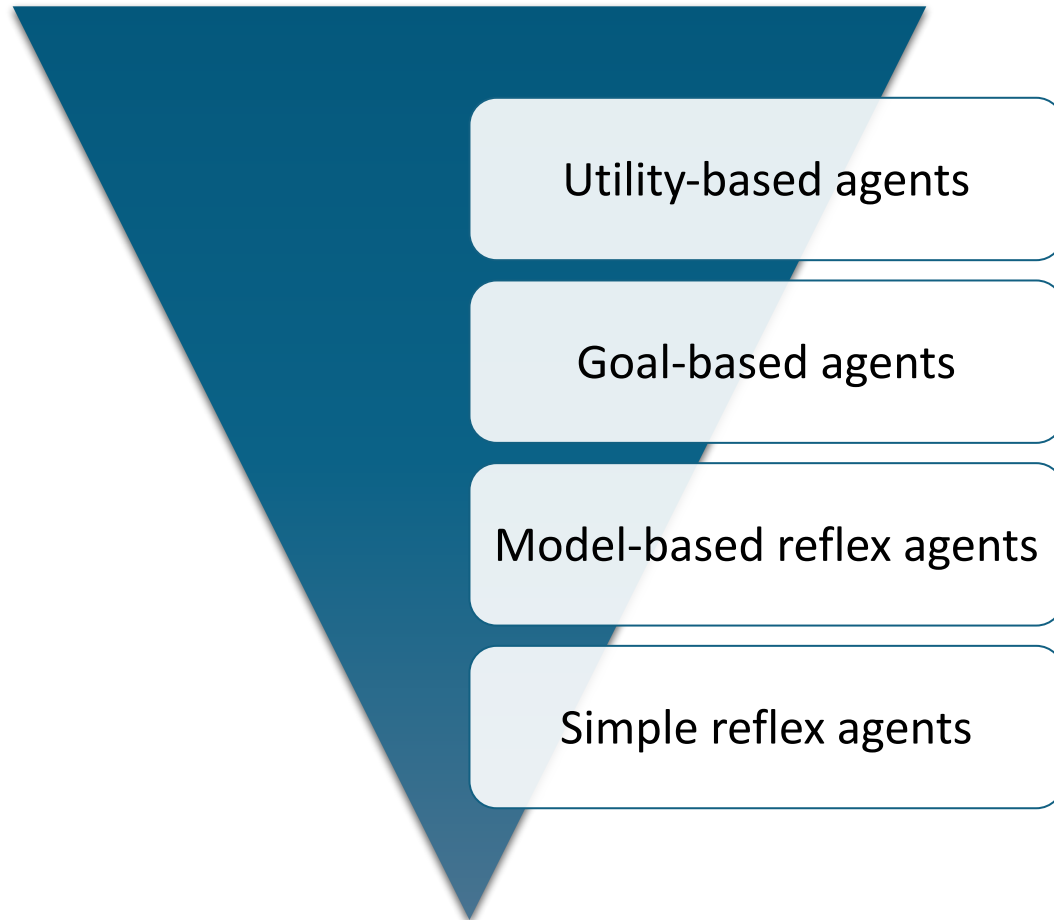 Utility-based agents
Goal-based agents
Model-based reflex agents
Simple reflex agents